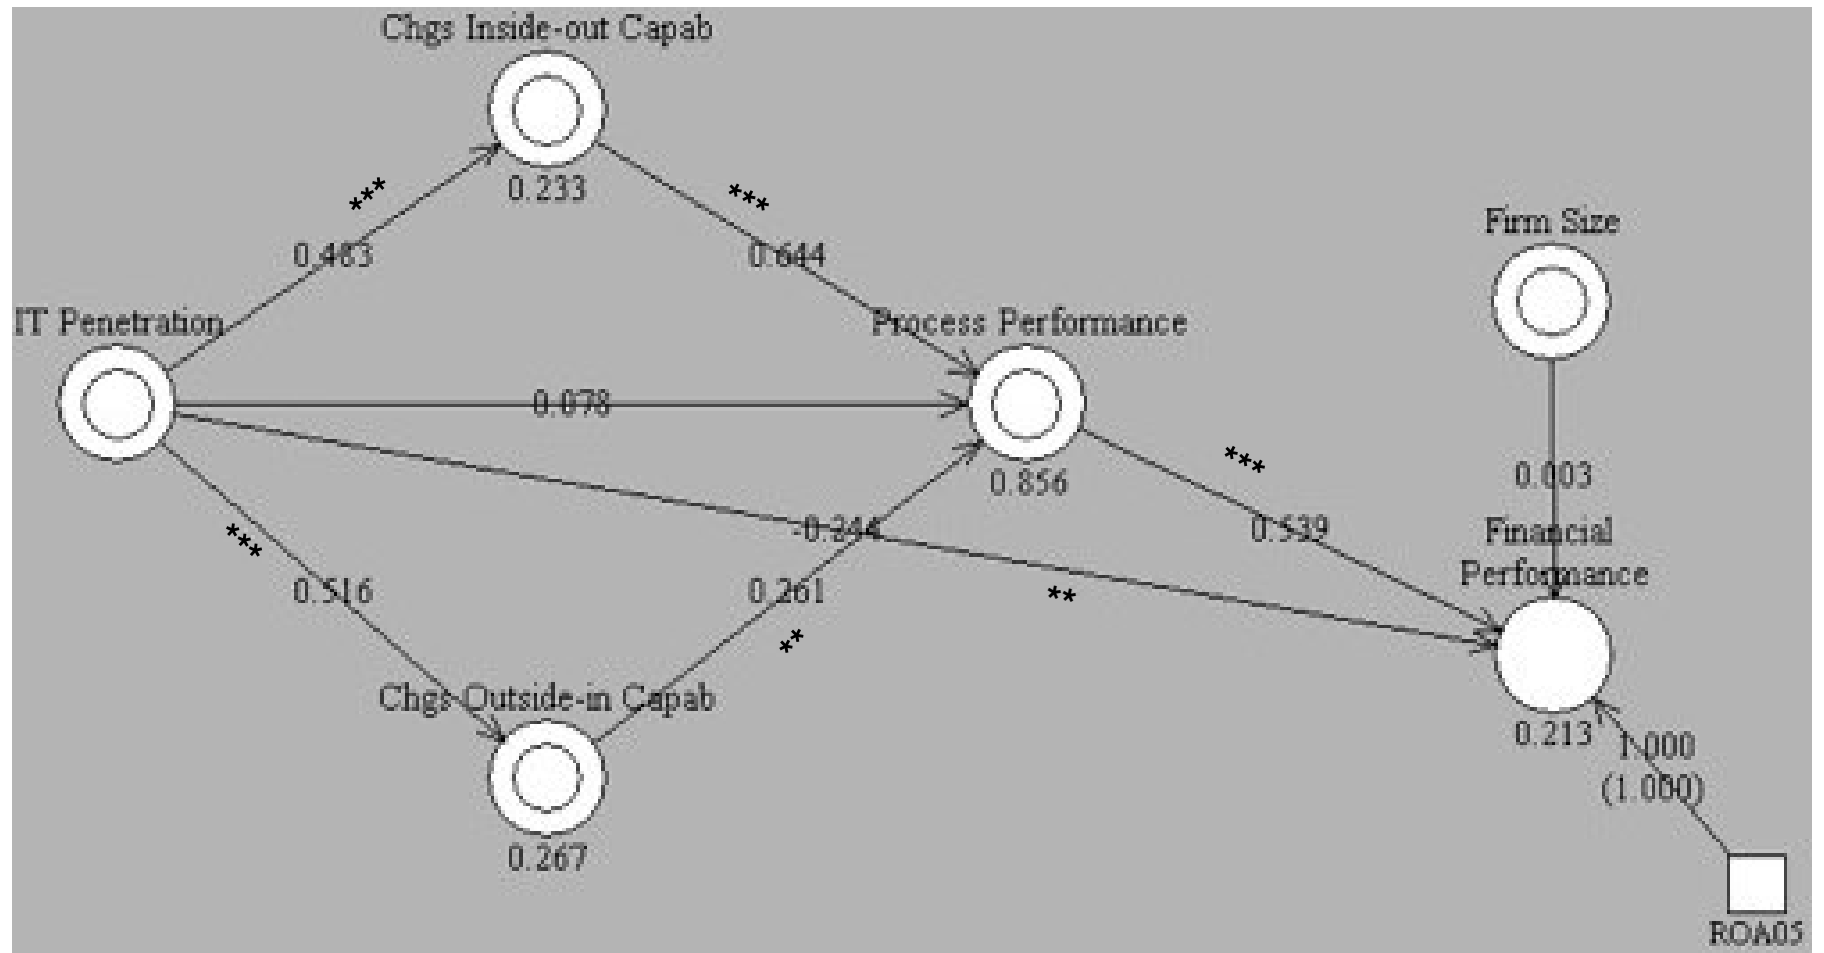 Chgs Inside-out Capab
0.233
***
***
0.483
0.644
Firm Size
IT Penetration
Process Performance
0.078
0.856
***
0.003
***
-0.244
0.539
Financial
Performance
0.516
0.261
**
**
Chgs Outside-in Capab
0.213
1.000
(1.000)
0.267
ROA05